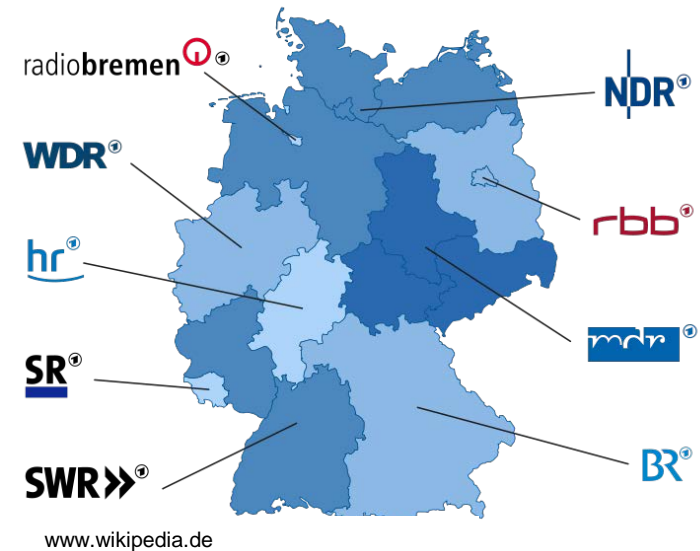 radiobremen
NDR
WDR
rbb
hr
mdr
SR
BR
SWR
www.wikipedia.de